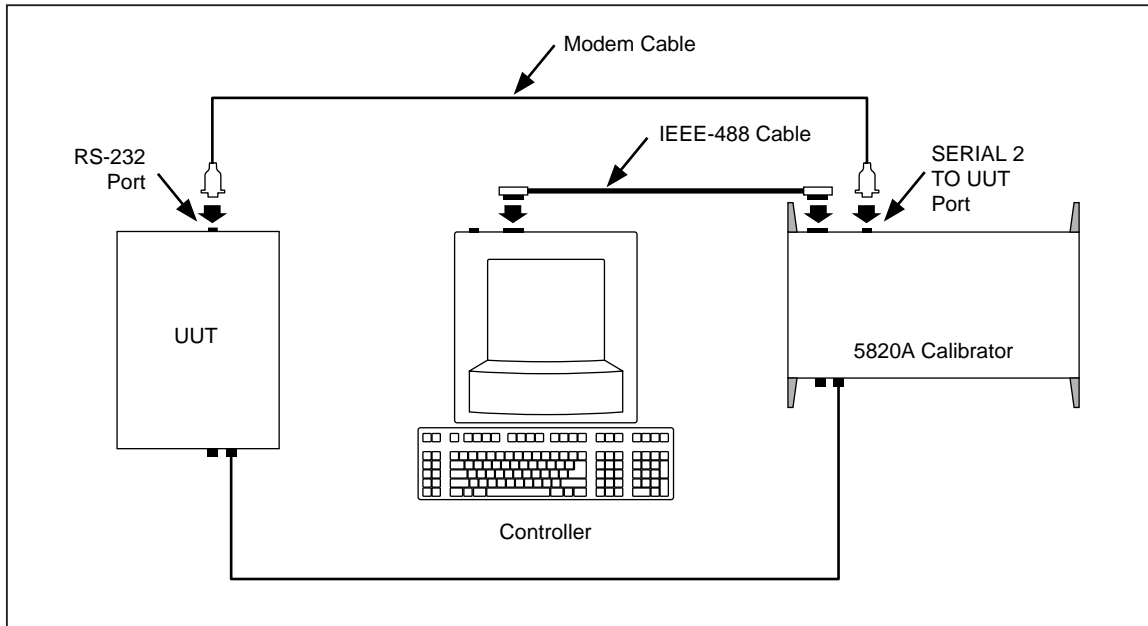 Modem Cable
IEEE-488 Cable
RS-232
Port
SERIAL 2
TO UUT
Port
UUT
5820A Calibrator
Controller